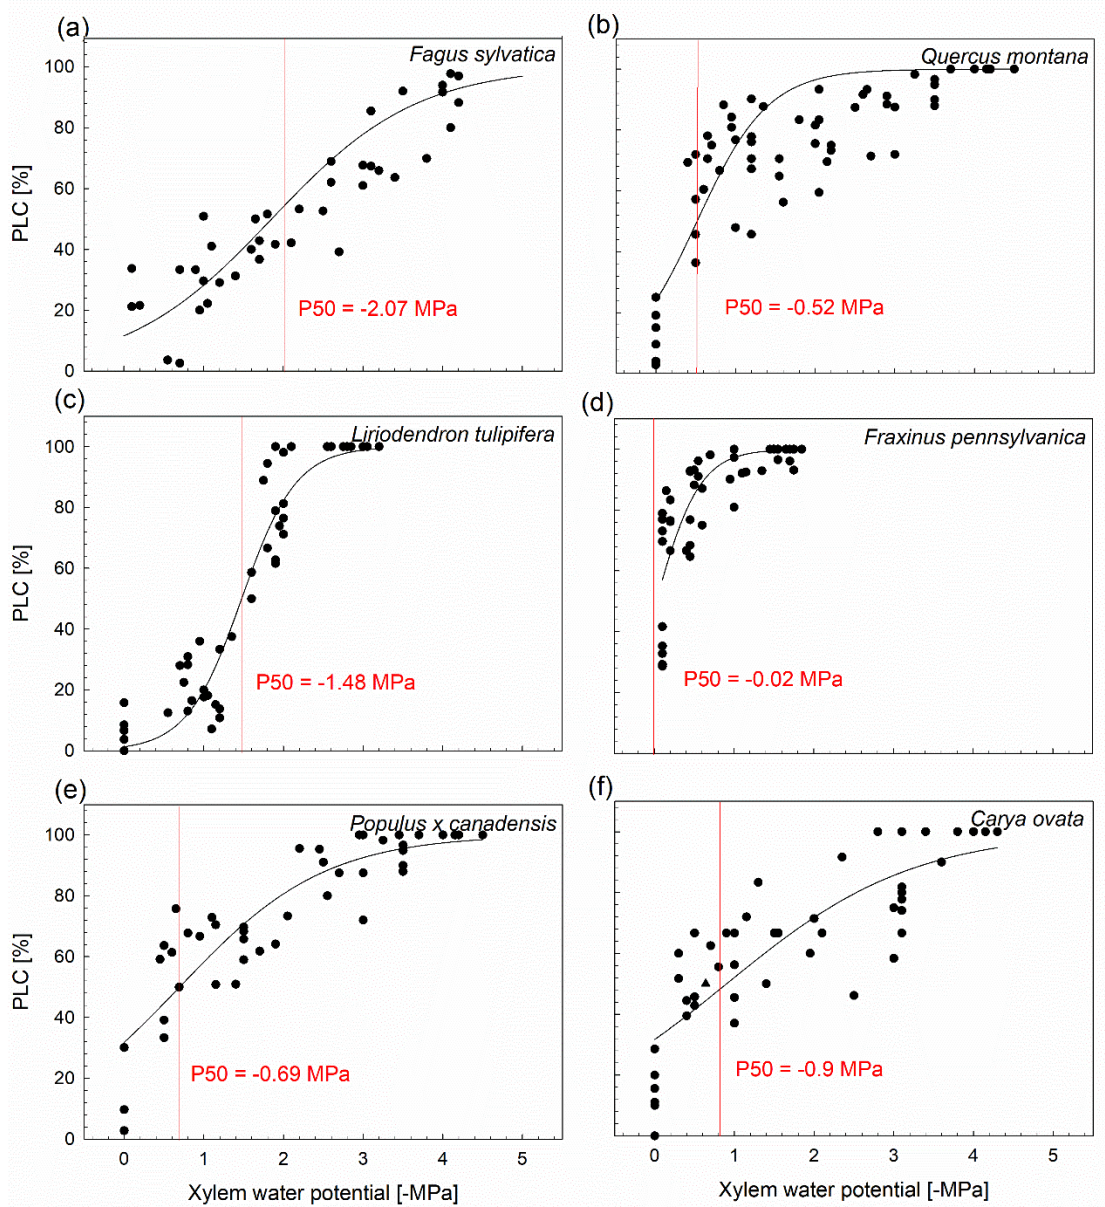 (a)
Fagus sylvatica
PLC [%]
100
80
60
40
20
0
P50 = -2.07 MPa
(b)
Quercus montana
P50 = -0.52 MPa
(c)
Liriodendron tulipifera
PLC [%]
100
80
60
40
20
0
P50 = -1.48 MPa
(d)
Fraxinus pennsylvanica
P50 = -0.02 MPa
(e)
Populus x canadensis
PLC [%]
100
80
60
40
20
0
P50 = -0.69 MPa
0 1 2 3 4 5
Xylem water potential [-MPa]
(f)
Carya ovata
P50 = -0.9 MPa
0 1 2 3 4 5
Xylem water potential [-MPa]